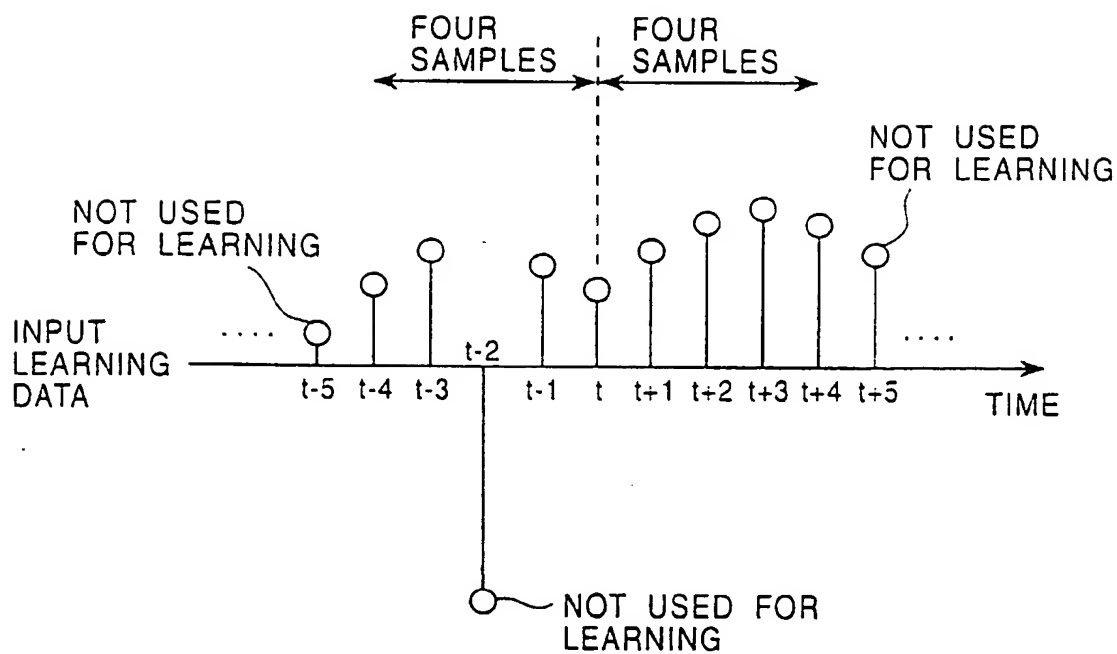 FOUR
SAMPLES
FOUR
SAMPLES
NOT USED
FOR LEARNING
NOT USED
FOR LEARNING
INPUT
LEARNING
DATA
....
....
t-5
t-4
t-3
t-2
t-1
t
t+1
t+2
t+3
t+4
t+5
TIME
NOT USED FOR
LEARNING